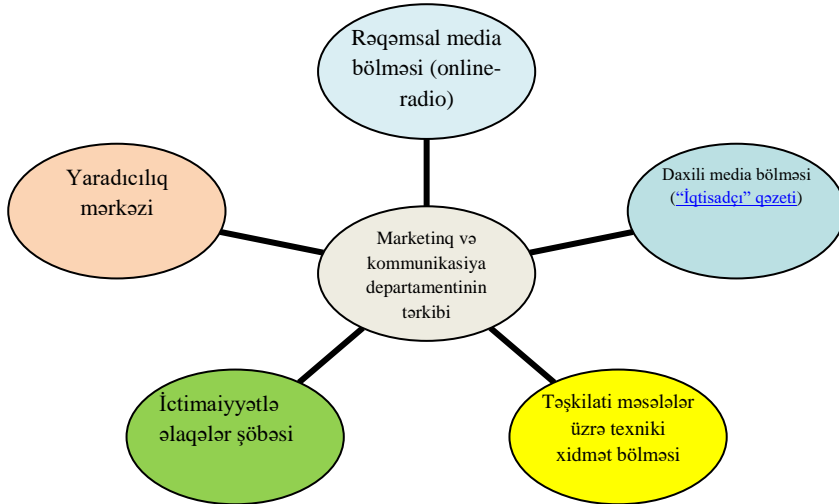 Rəqəmsal media
bölməsi (online-
radio)
Yaradıcılıq
mərkəzi
Daxili media bölməsi
(“İqtisadçı” qəzeti)
Marketinq və
kommunikasiya
departamentinin
tərkibi
İctimaiyyətlə
əlaqələr şöbəsi
Təşkilati məsələlər
üzrə texniki
xidmət bölməsi